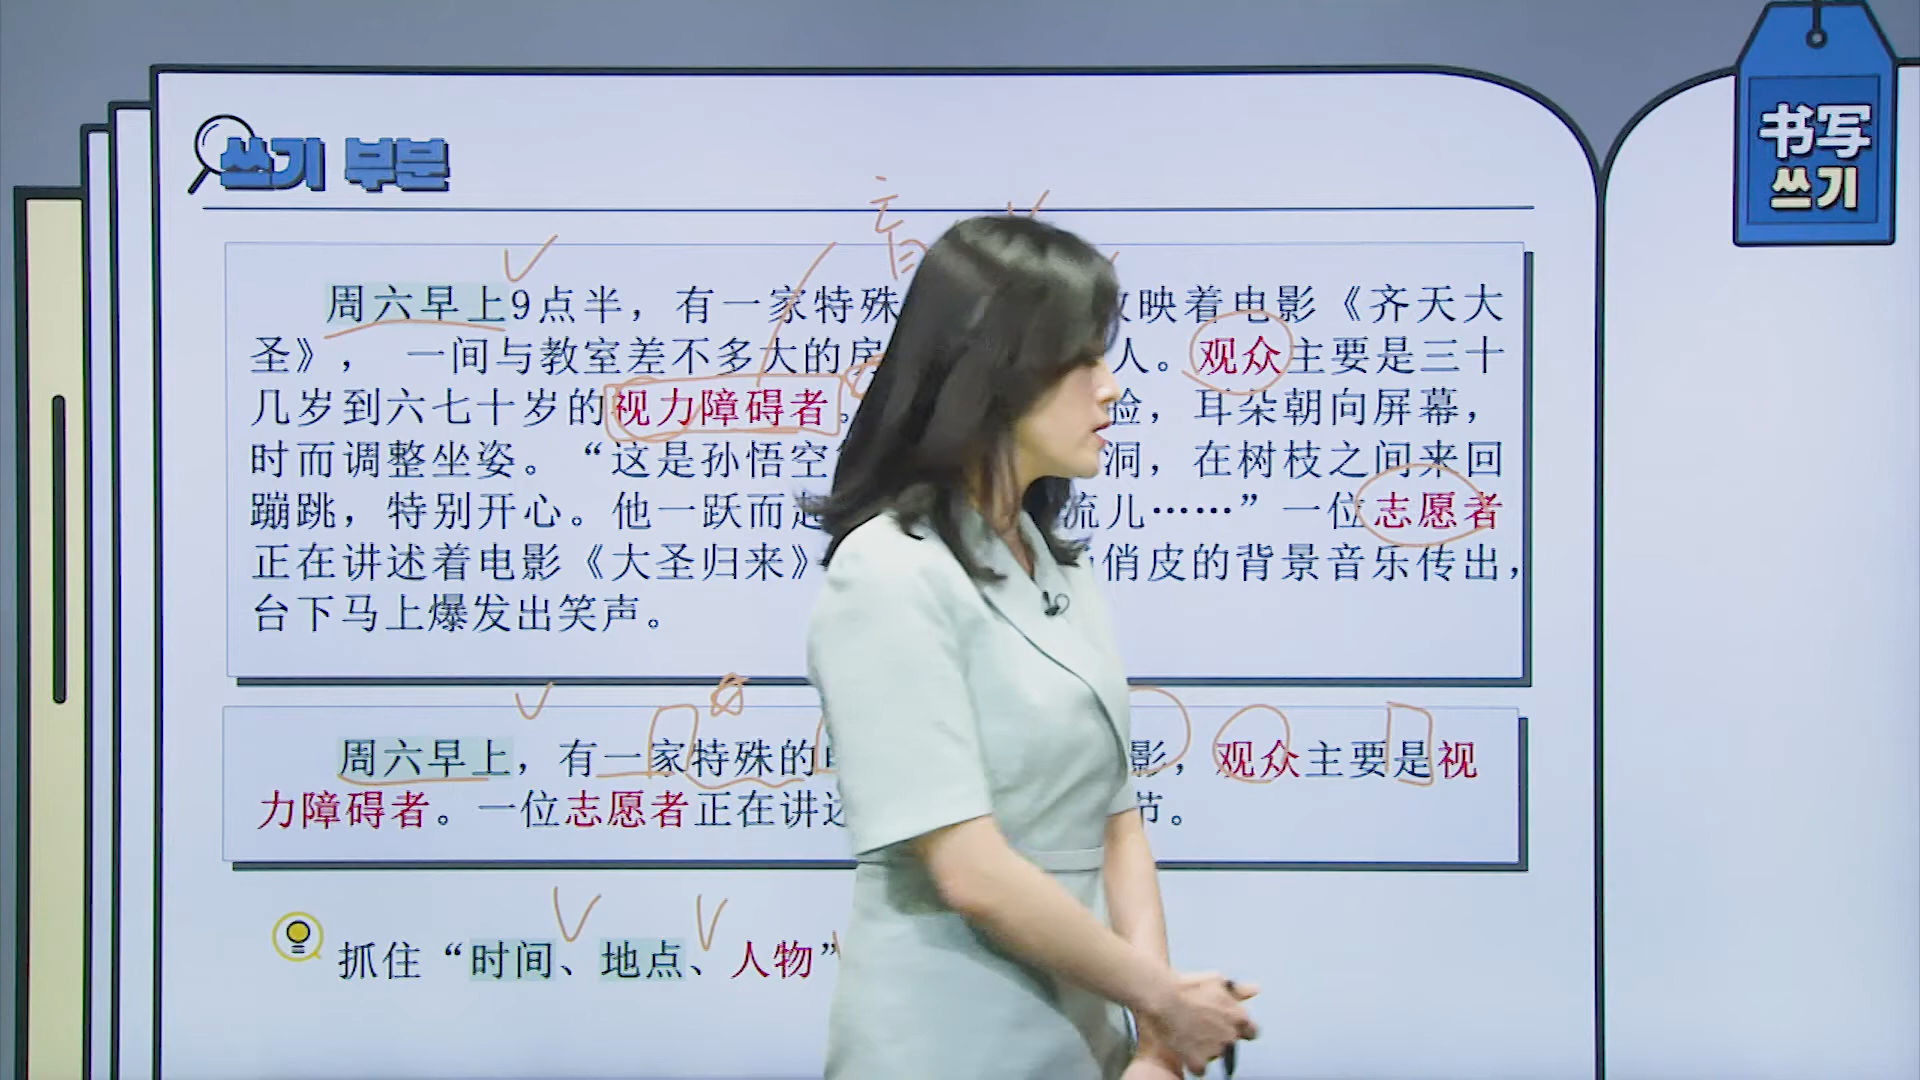 쓰기 부분
书写
쓰기
盲
周六早上9点半，有一家特殊 映着电影《齐天大
圣》， 一间与教室差不多大的房 人。观众主要是三十
几岁到六七十岁的视力障碍者。 脸，耳朵朝向屏幕，
时而调整坐姿。“这是孙悟空 洞，在树枝之间来回
蹦跳，特别开心。他一跃而起 流儿……”一位志愿者
正在讲述着电影《大圣归来》 俏皮的背景音乐传出，
台下马上爆发出笑声。
周六早上，有一家特殊的 影，观众主要是视
力障碍者。一位志愿者正在讲述 节。
抓住“时间、地点、人物”